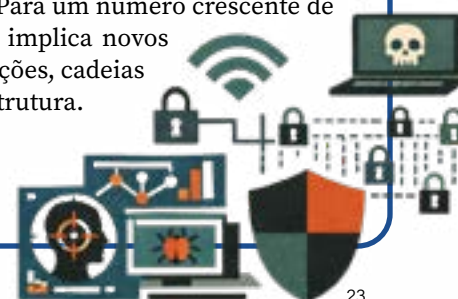 Para um número crescente de
implica novos
ções, cadeias
trutura.
23